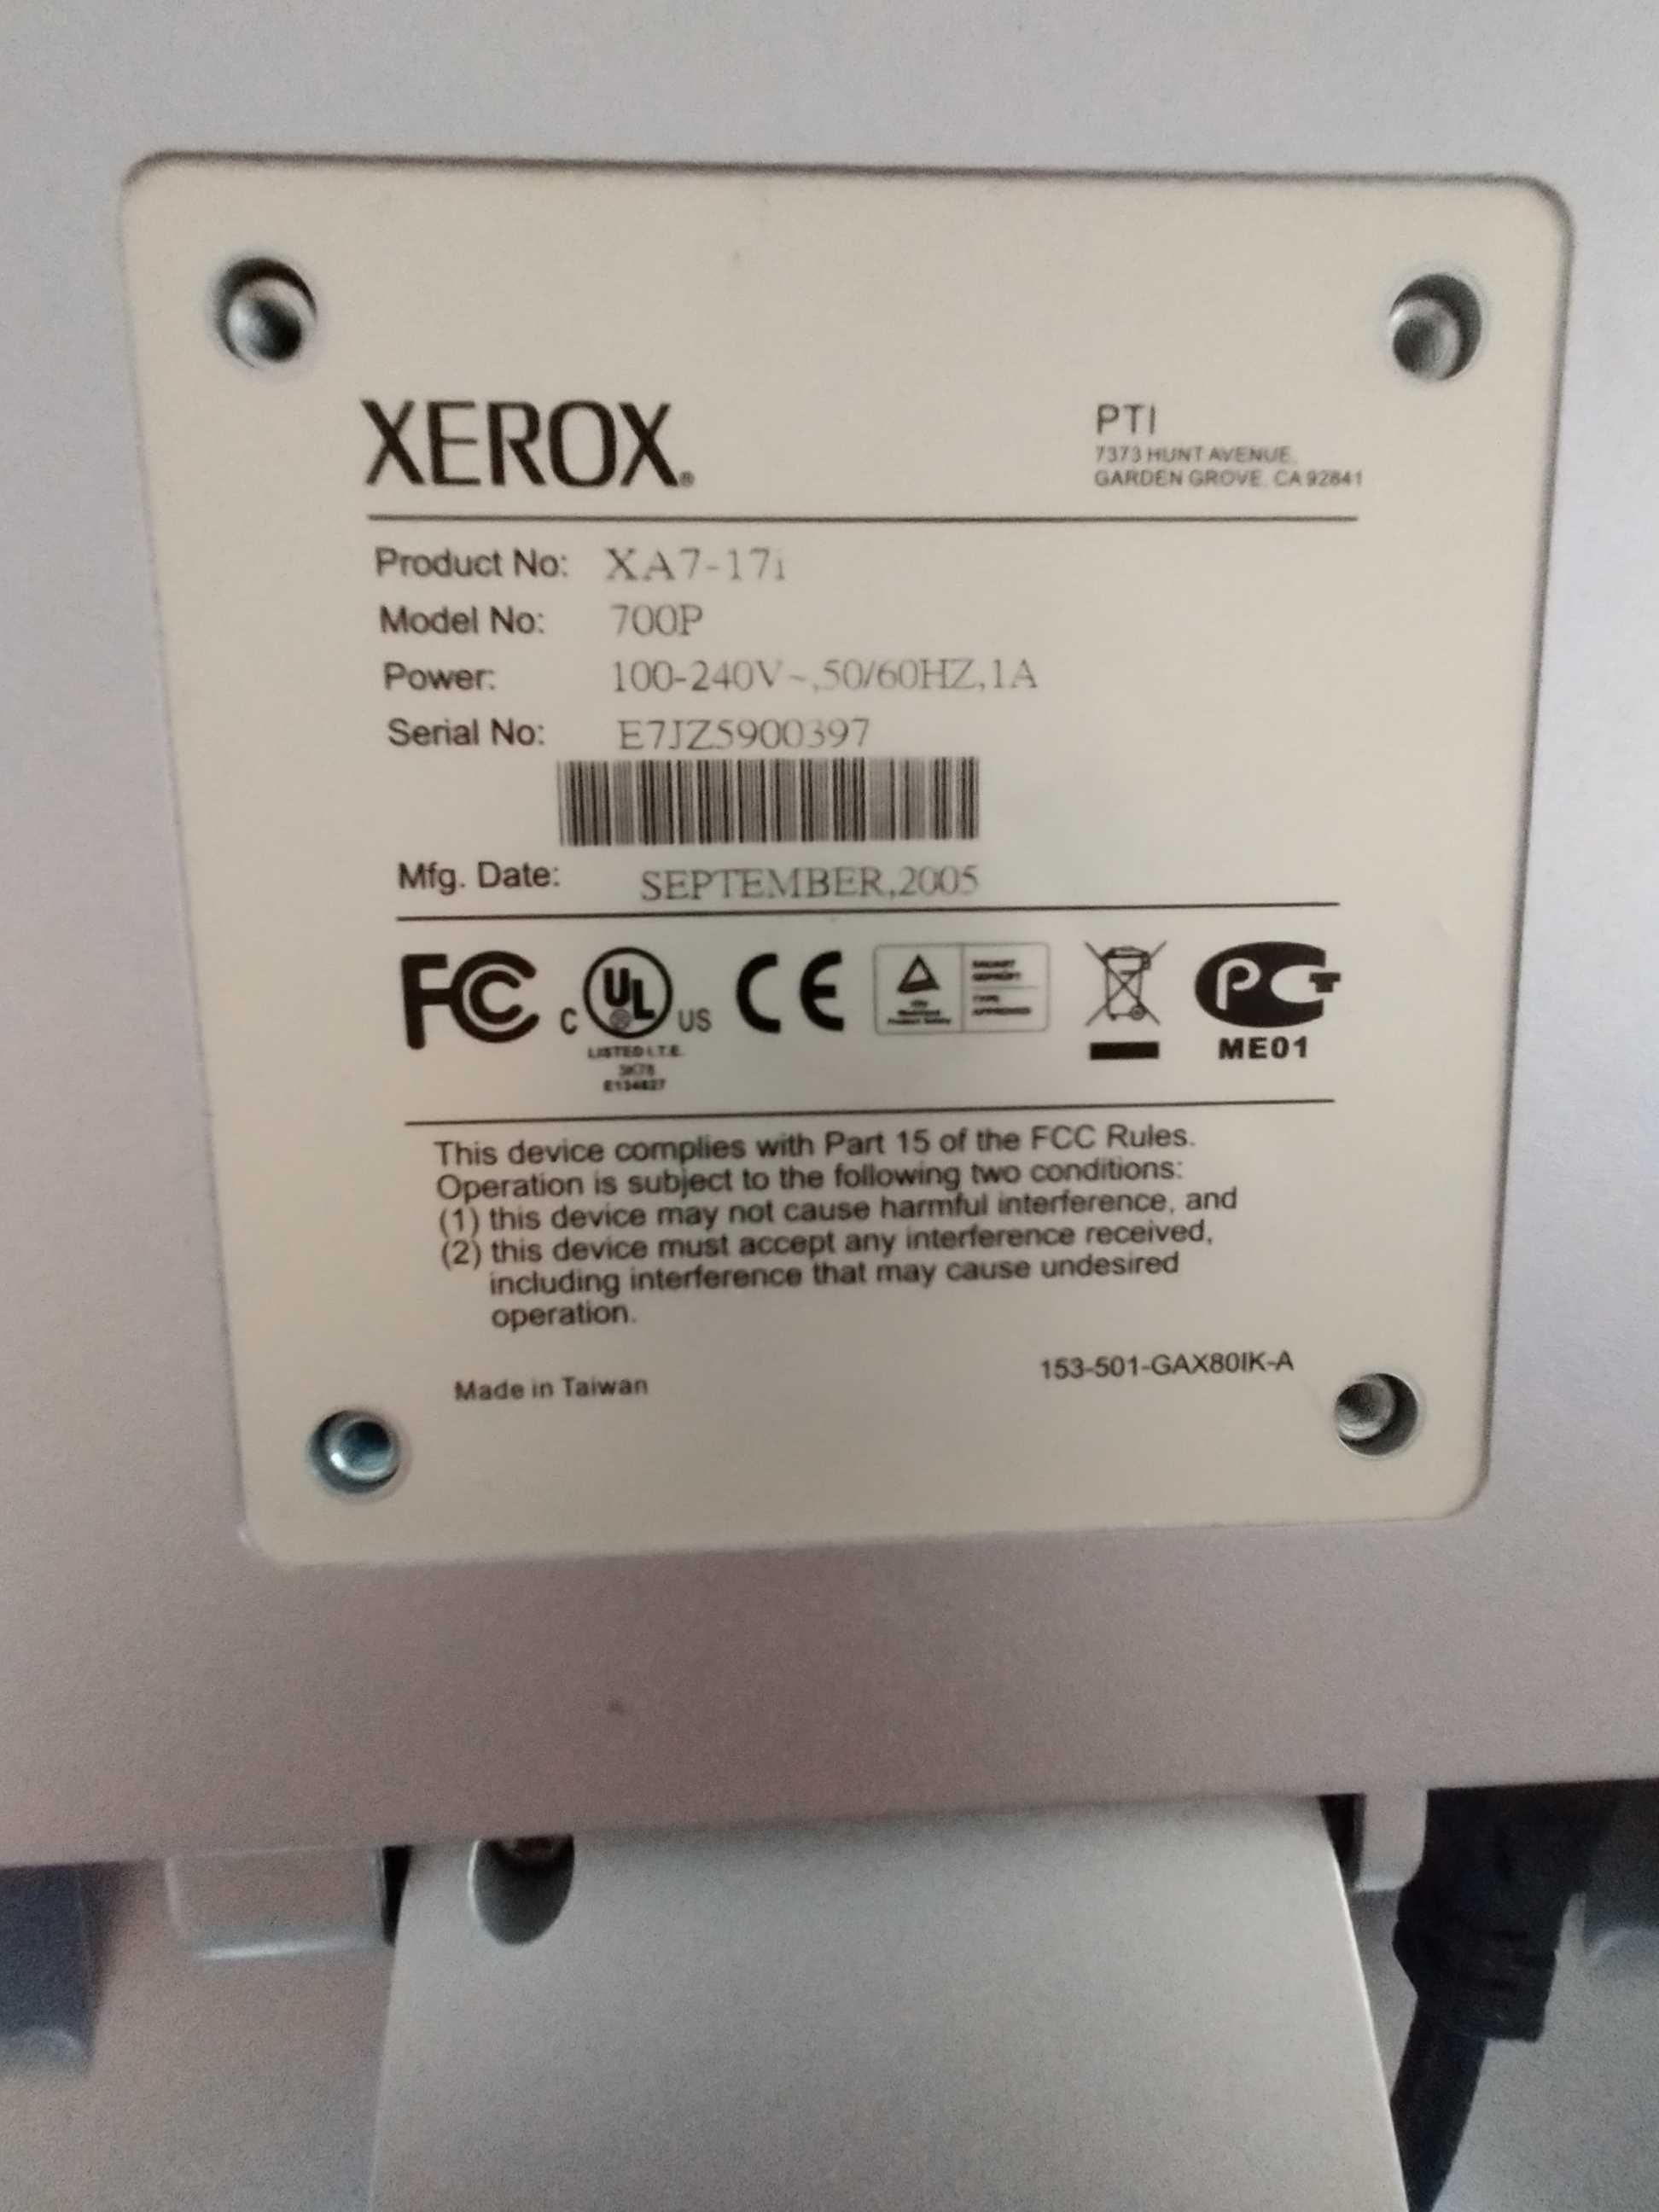 XEROX®
PTI
7373 HUNT AVENUE,
GARDEN GROVE, CA 92841
Product No: XA7-17i
Model No: 700P
Power: 100-240V~,50/60HZ,1A
Serial No: E7JZ5900397
Mfg. Date: SEPTEMBER,2005
FC C UL US CE PCT
LISTED I.T.E.
E134827
ME01
This device complies with Part 15 of the FCC Rules.
Operation is subject to the following two conditions:
(1) this device may not cause harmful interference, and
(2) this device must accept any interference received,
including interference that may cause undesired
operation.
153-501-GAX80IK-A
Made in Taiwan